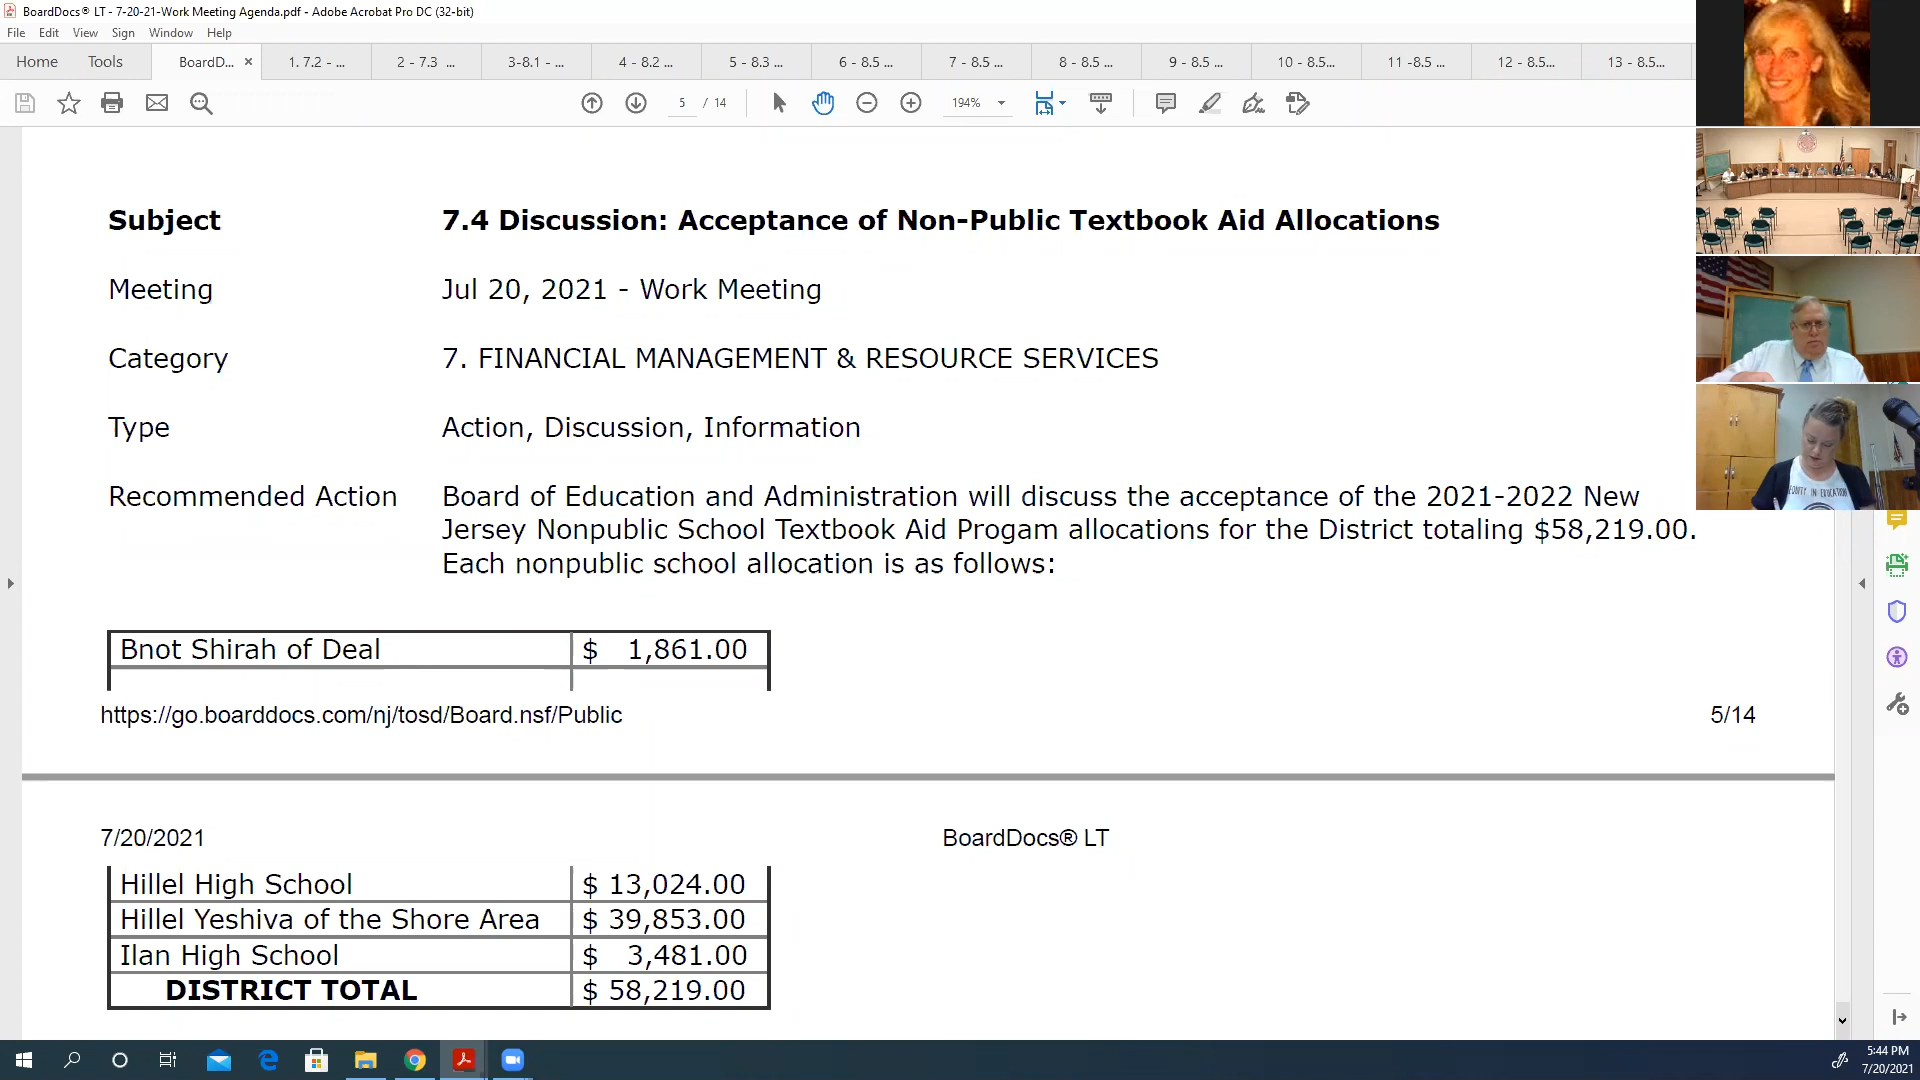 BoardDocs® LT - 7-20-21-Work Meeting Agenda.pdf - Adobe Acrobat Pro DC (32-bit)
File Edit View Sign Window Help
Home Tools BoardD... × 1. 7.2 - ... 2 - 7.3 ... 3-8.1 - ... 4 - 8.2 ... 5 - 8.3 ... 6 - 8.5 ... 7 - 8.5 ... 8 - 8.5 ... 9 - 8.5 ... 10 - 8.5... 11 -8.5 ... 12 - 8.5... 13 - 8.5...
5 / 14 194%
Subject 7.4 Discussion: Acceptance of Non-Public Textbook Aid Allocations
Meeting Jul 20, 2021 - Work Meeting
Category 7. FINANCIAL MANAGEMENT & RESOURCE SERVICES
Type Action, Discussion, Information
Recommended Action Board of Education and Administration will discuss the acceptance of the 2021-2022 New
Jersey Nonpublic School Textbook Aid Progam allocations for the District totaling $58,219.00.
Each nonpublic school allocation is as follows:
Bnot Shirah of Deal $ 1,861.00
https://go.boarddocs.com/nj/tosd/Board.nsf/Public 5/14
7/20/2021 BoardDocs® LT
Hillel High School $ 13,024.00
Hillel Yeshiva of the Shore Area $ 39,853.00
Ilan High School $ 3,481.00
DISTRICT TOTAL $ 58,219.00
IN EDUCATION
5:44 PM
7/20/2021